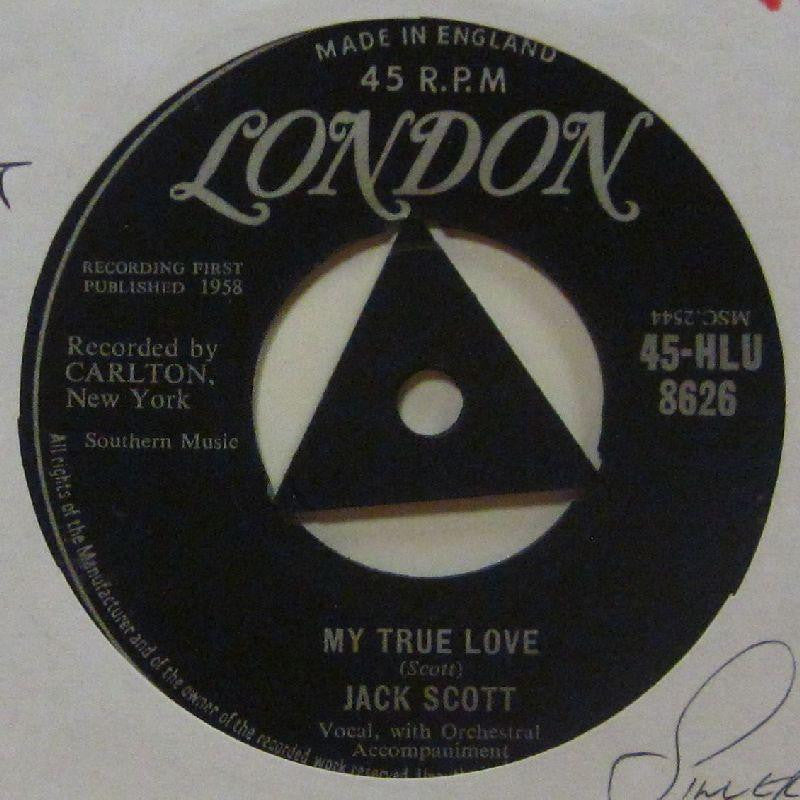 MADE IN ENGLAND
45 R.P.M
LONDON
RECORDING FIRST
PUBLISHED 1958
MSC.2544
Recorded by
CARLTON,
New York
45-HLU
8626
Southern Music
All rights of the Manufacturer and of the owner of the recorded work reserved
MY TRUE LOVE
(Scott)
JACK SCOTT
Vocal, with Orchestral
Accompaniment